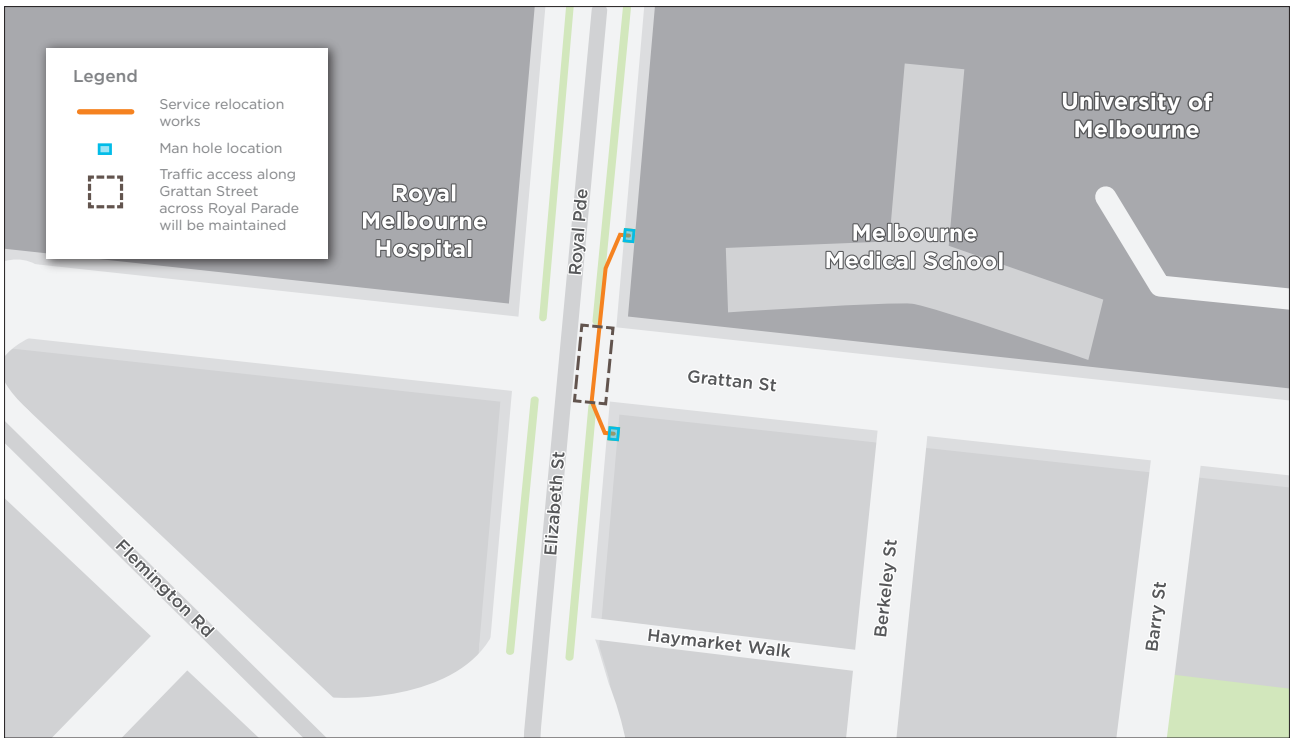 Legend
Service relocation
works
Man hole location
Traffic access along
Grattan Street
across Royal Parade
will be maintained
University of
Melbourne
Royal
Melbourne
Hospital
Royal Pde
Melbourne
Medical School
Grattan St
Elizabeth St
Flemington Rd
Haymarket Walk
Berkeley St
Barry St